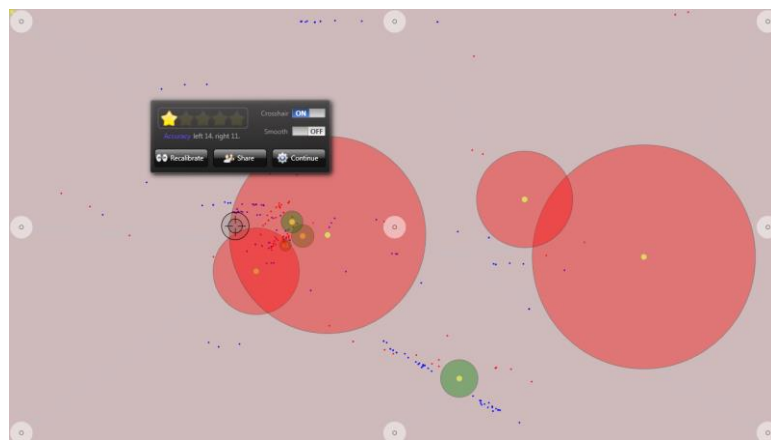 Crosshair ON
Smooth OFF
Accuracy left 14, right 11.
Recalibrate Share Continue